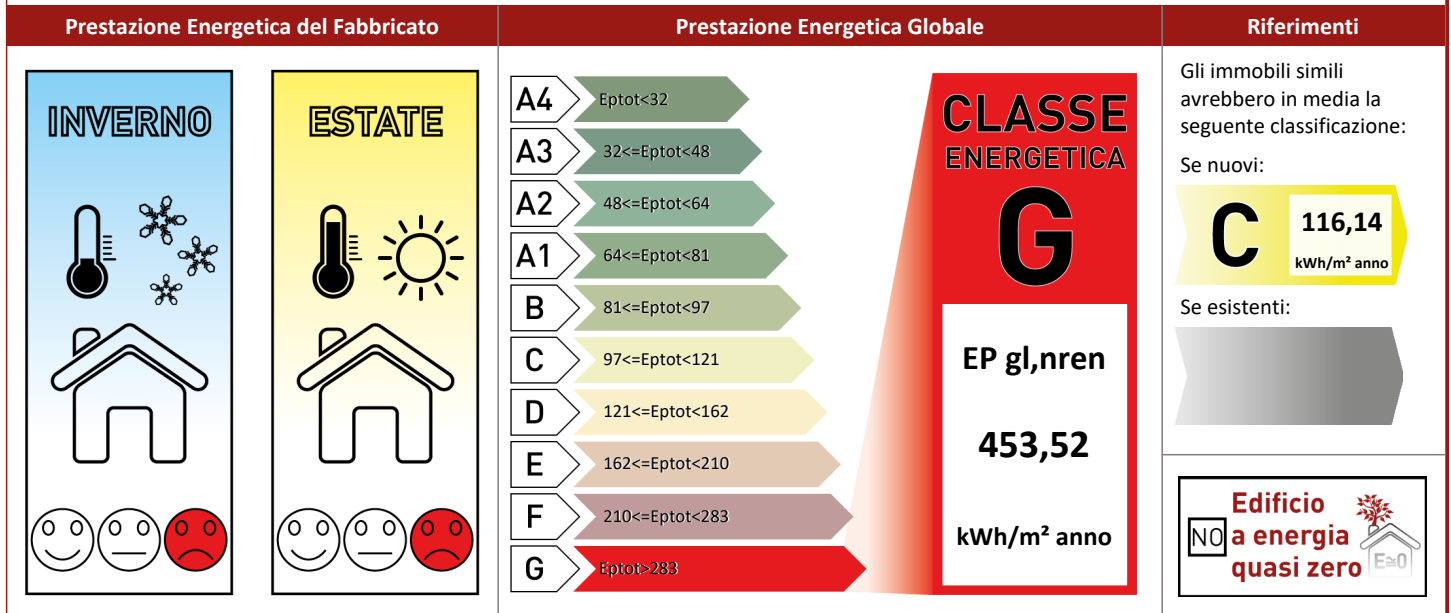 Prestazione Energetica del Fabbricato
Prestazione Energetica Globale
Riferimenti
INVERNO
ESTATE
A4
Eptot<32
A3
32<=Eptot<48
A2
48<=Eptot<64
A1
64<=Eptot<81
B
81<=Eptot<97
C
97<=Eptot<121
D
121<=Eptot<162
E
162<=Eptot<210
F
210<=Eptot<283
G
Eptot>283
CLASSE
ENERGETICA
G
EP gl,nren
453,52
kWh/m² anno
Gli immobili simili
avrebbero in media la
seguente classificazione:
Se nuovi:
C
116,14
kWh/m² anno
Se esistenti:
Edificio
NO a energia
quasi zero
E≅0